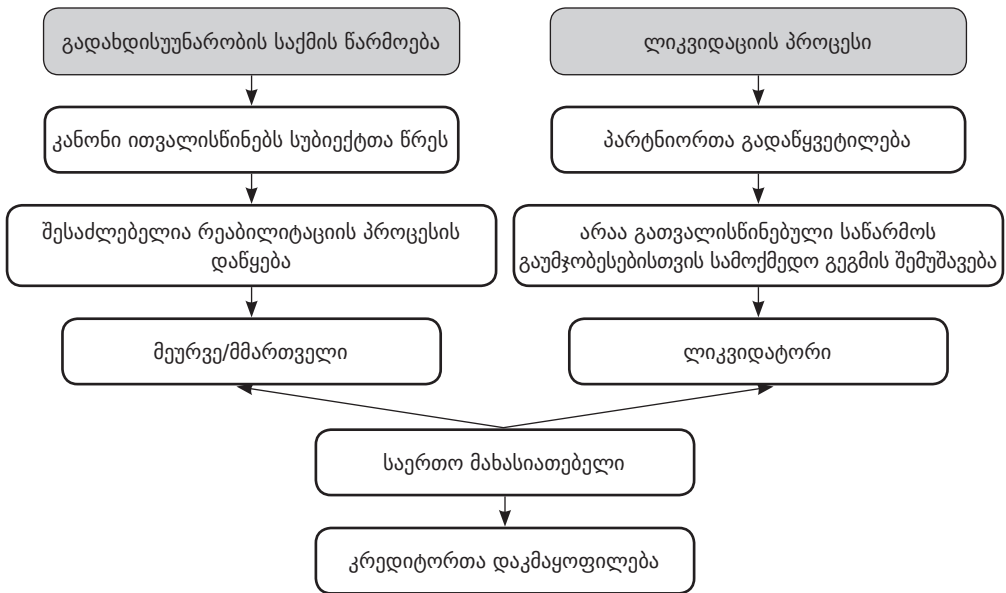 გადახდისუუნარობის საქმის წარმოება
ლიკვიდაციის პროცესი
კანონი ითვალისწინებს სუბიექტთა წრეს
პარტნიორთა გადაწყვეტილება
შესაძლებელია რეაბილიტაციის პროცესის
დაწყება
არაა გათვალისწინებული საწარმოს
გაუმჯობესებისთვის სამოქმედო გეგმის შემუშავება
მეურვე/მმართველი
ლიკვიდატორი
საერთო მახასიათებელი
კრედიტორთა დაკმაყოფილება